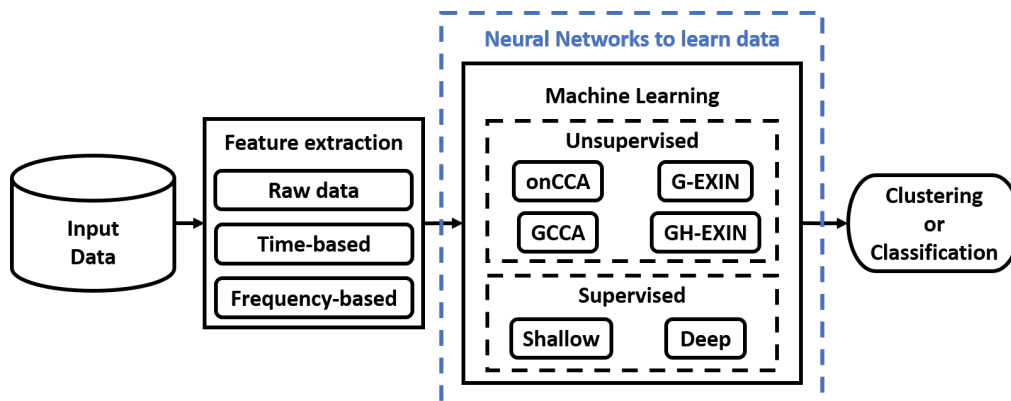 Neural Networks to learn data
Machine Learning
Feature extraction
Unsupervised
Raw data
onCCA
G-EXIN
Input
Data
Time-based
GCCA
GH-EXIN
Clustering
or
Classification
Frequency-based
Supervised
Shallow
Deep